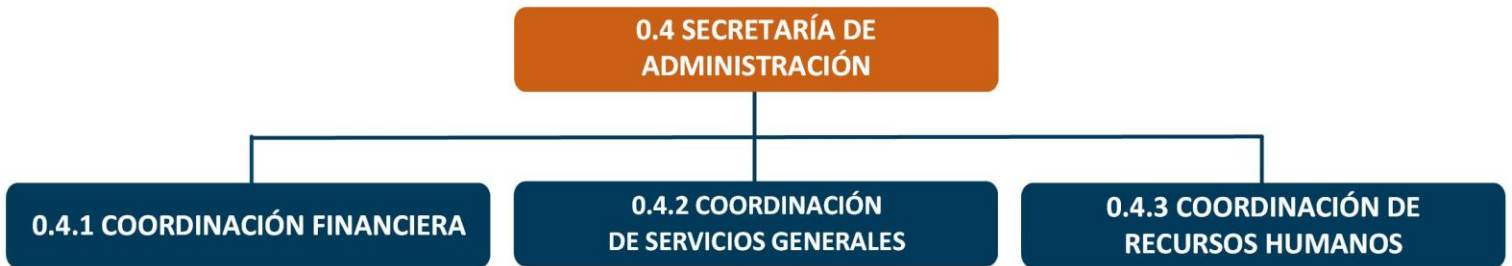 0.4 SECRETARÍA DE
ADMINISTRACIÓN
0.4.1 COORDINACIÓN FINANCIERA
0.4.2 COORDINACIÓN
DE SERVICIOS GENERALES
0.4.3 COORDINACIÓN DE
RECURSOS HUMANOS